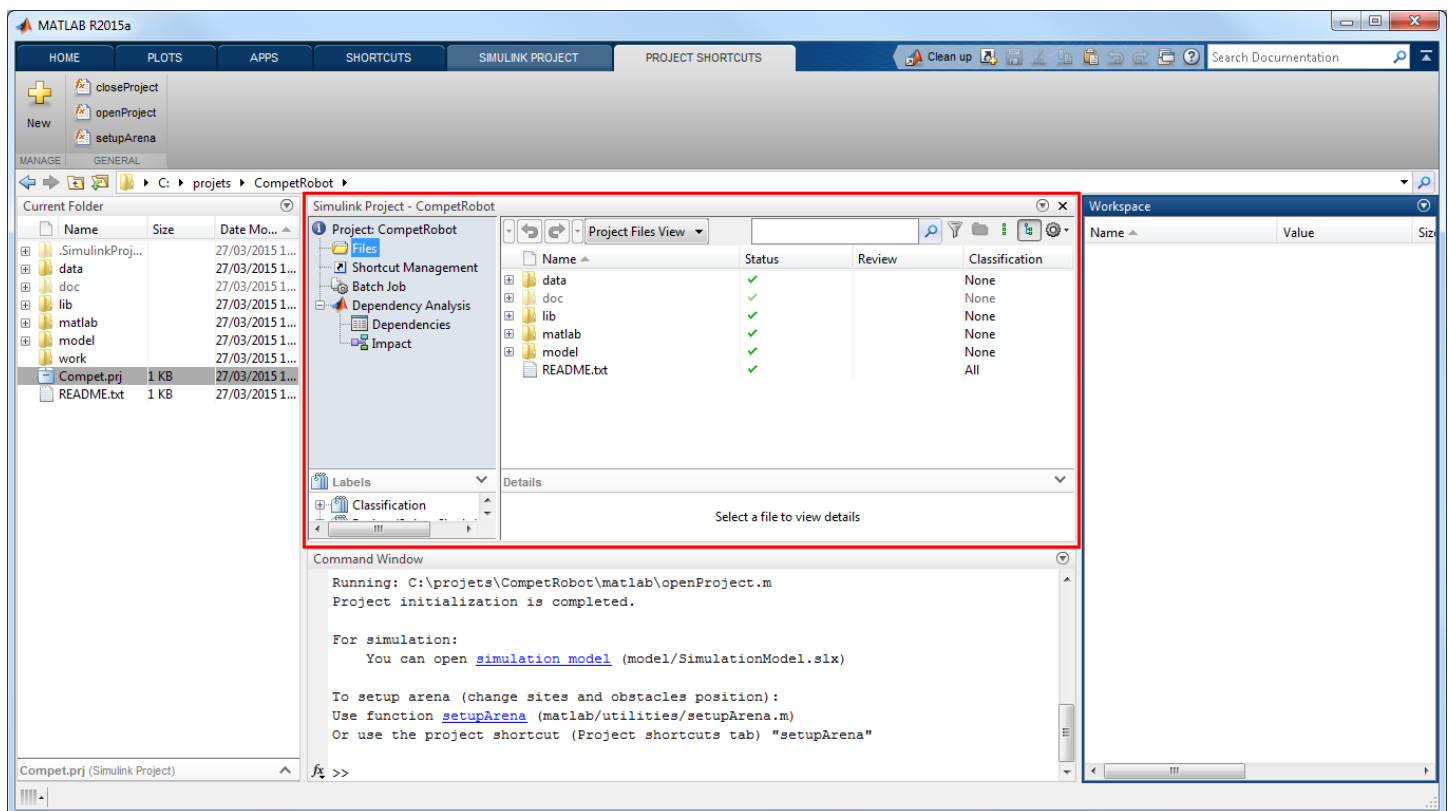 MATLAB R2015a
HOME PLOTS APPS SHORTCUTS SIMULINK PROJECT PROJECT SHORTCUTS Clean up Search Documentation
New
closeProject
openProject
setupArena
MANAGE GENERAL
C: projets CompetRobot
Current Folder
Name Size Date Mo...
.SimulinkProj... 27/03/2015 1...
data 27/03/2015 1...
doc 27/03/2015 1...
lib 27/03/2015 1...
matlab 27/03/2015 1...
model 27/03/2015 1...
work 27/03/2015 1...
Compet.prj 1 KB 27/03/2015 1...
README.txt 1 KB 27/03/2015 1...
Compet.prj (Simulink Project)
Simulink Project - CompetRobot
Project: CompetRobot
Files
Shortcut Management
Batch Job
Dependency Analysis
Dependencies
Impact
Labels
Classification
Project Files View
Name Status Review Classification
data None
doc None
lib None
matlab None
model None
README.txt All
Details
Select a file to view details
Command Window
Running: C:\projets\CompetRobot\matlab\openProject.m
Project initialization is completed.
For simulation:
You can open simulation model (model/SimulationModel.slx)
To setup arena (change sites and obstacles position):
Use function setupArena (matlab/utilities/setupArena.m)
Or use the project shortcut (Project shortcuts tab) "setupArena"
fx >>
Workspace
Name Value Siz